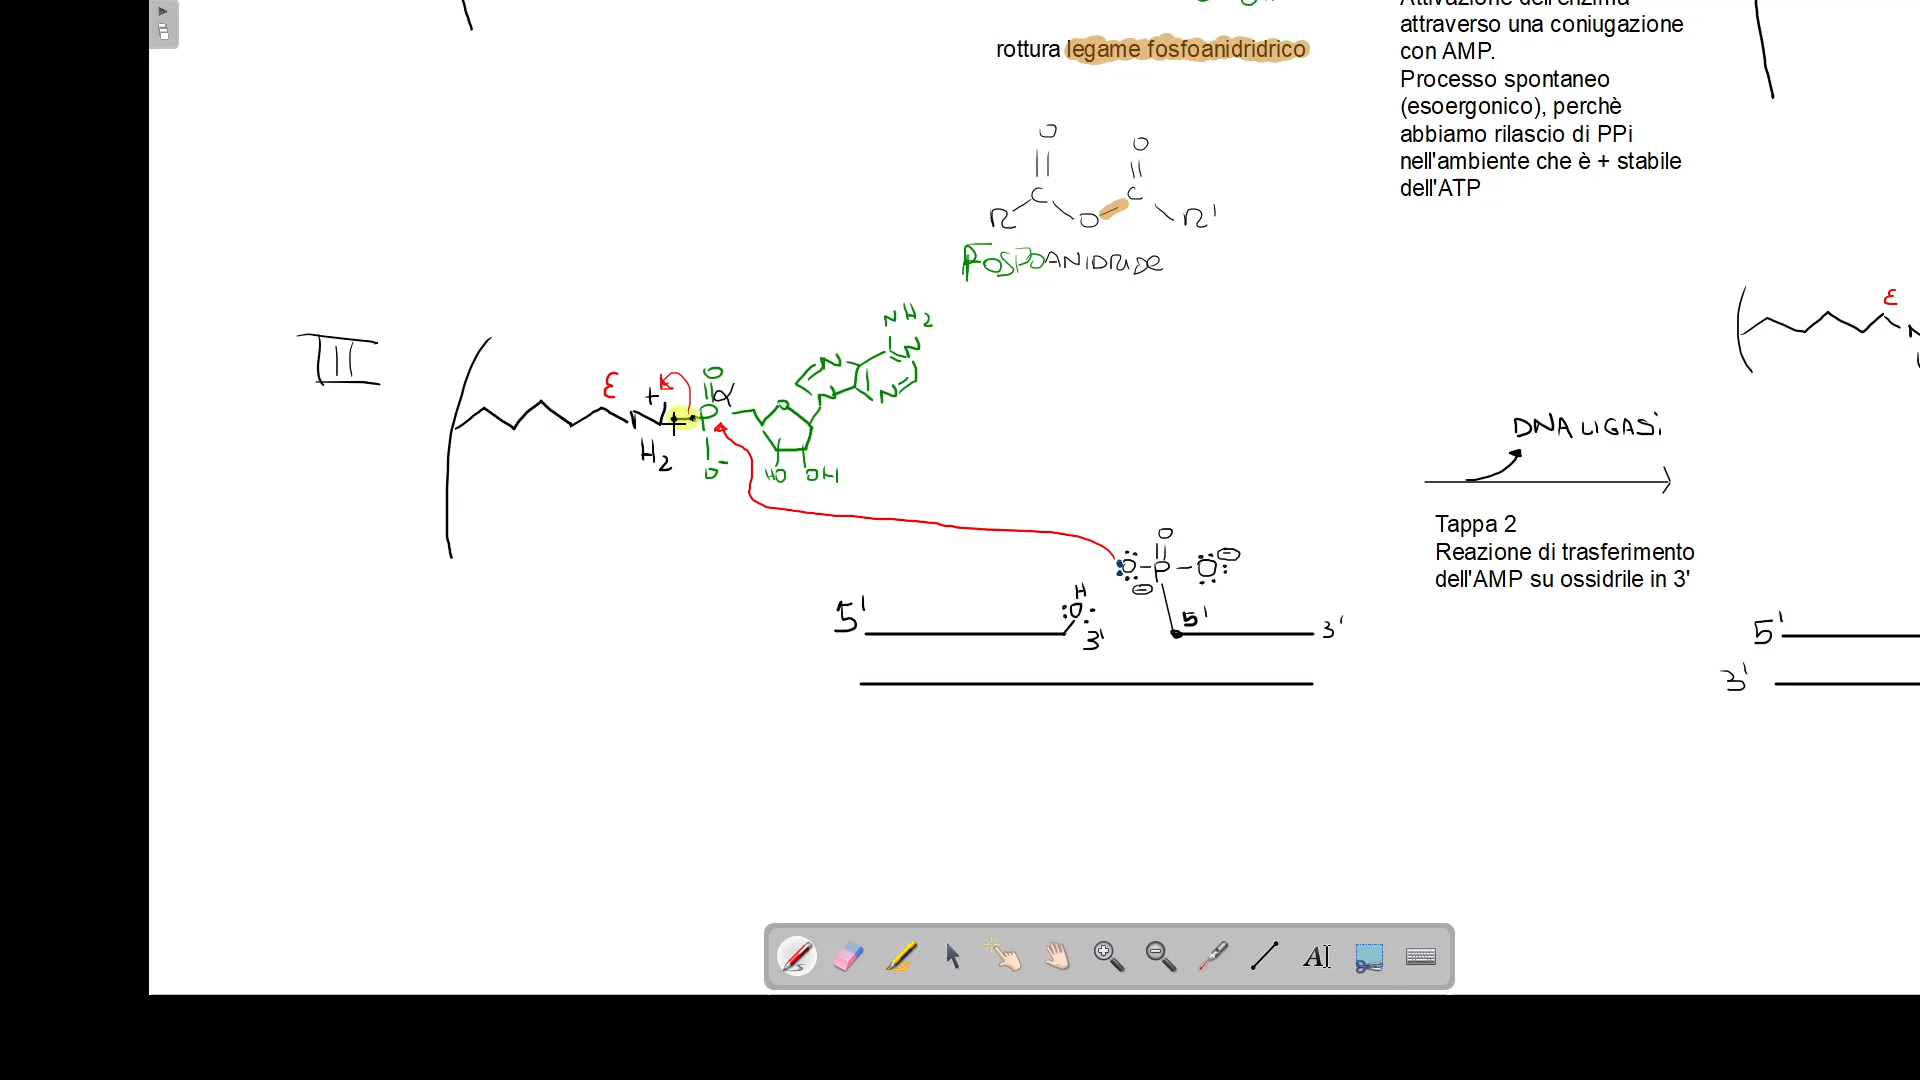 attraverso una coniugazione
con AMP.
Processo spontaneo
(esoergonico), perchè
abbiamo rilascio di PPi
nell'ambiente che è + stabile
dell'ATP
rottura legame fosfoanidridrico
O
O
C
C
R
O
R'
FOSFOANIDRIDE
II
ε
+
N
H2
O
P
α
O-
O
HO
OH
N
N
N
N
NH2
DNA LIGASI
Tappa 2
Reazione di trasferimento
dell'AMP su ossidrile in 3'
O
O P O
H
O
5'
3'
5'
3'
ε
N
5'
3'
AI